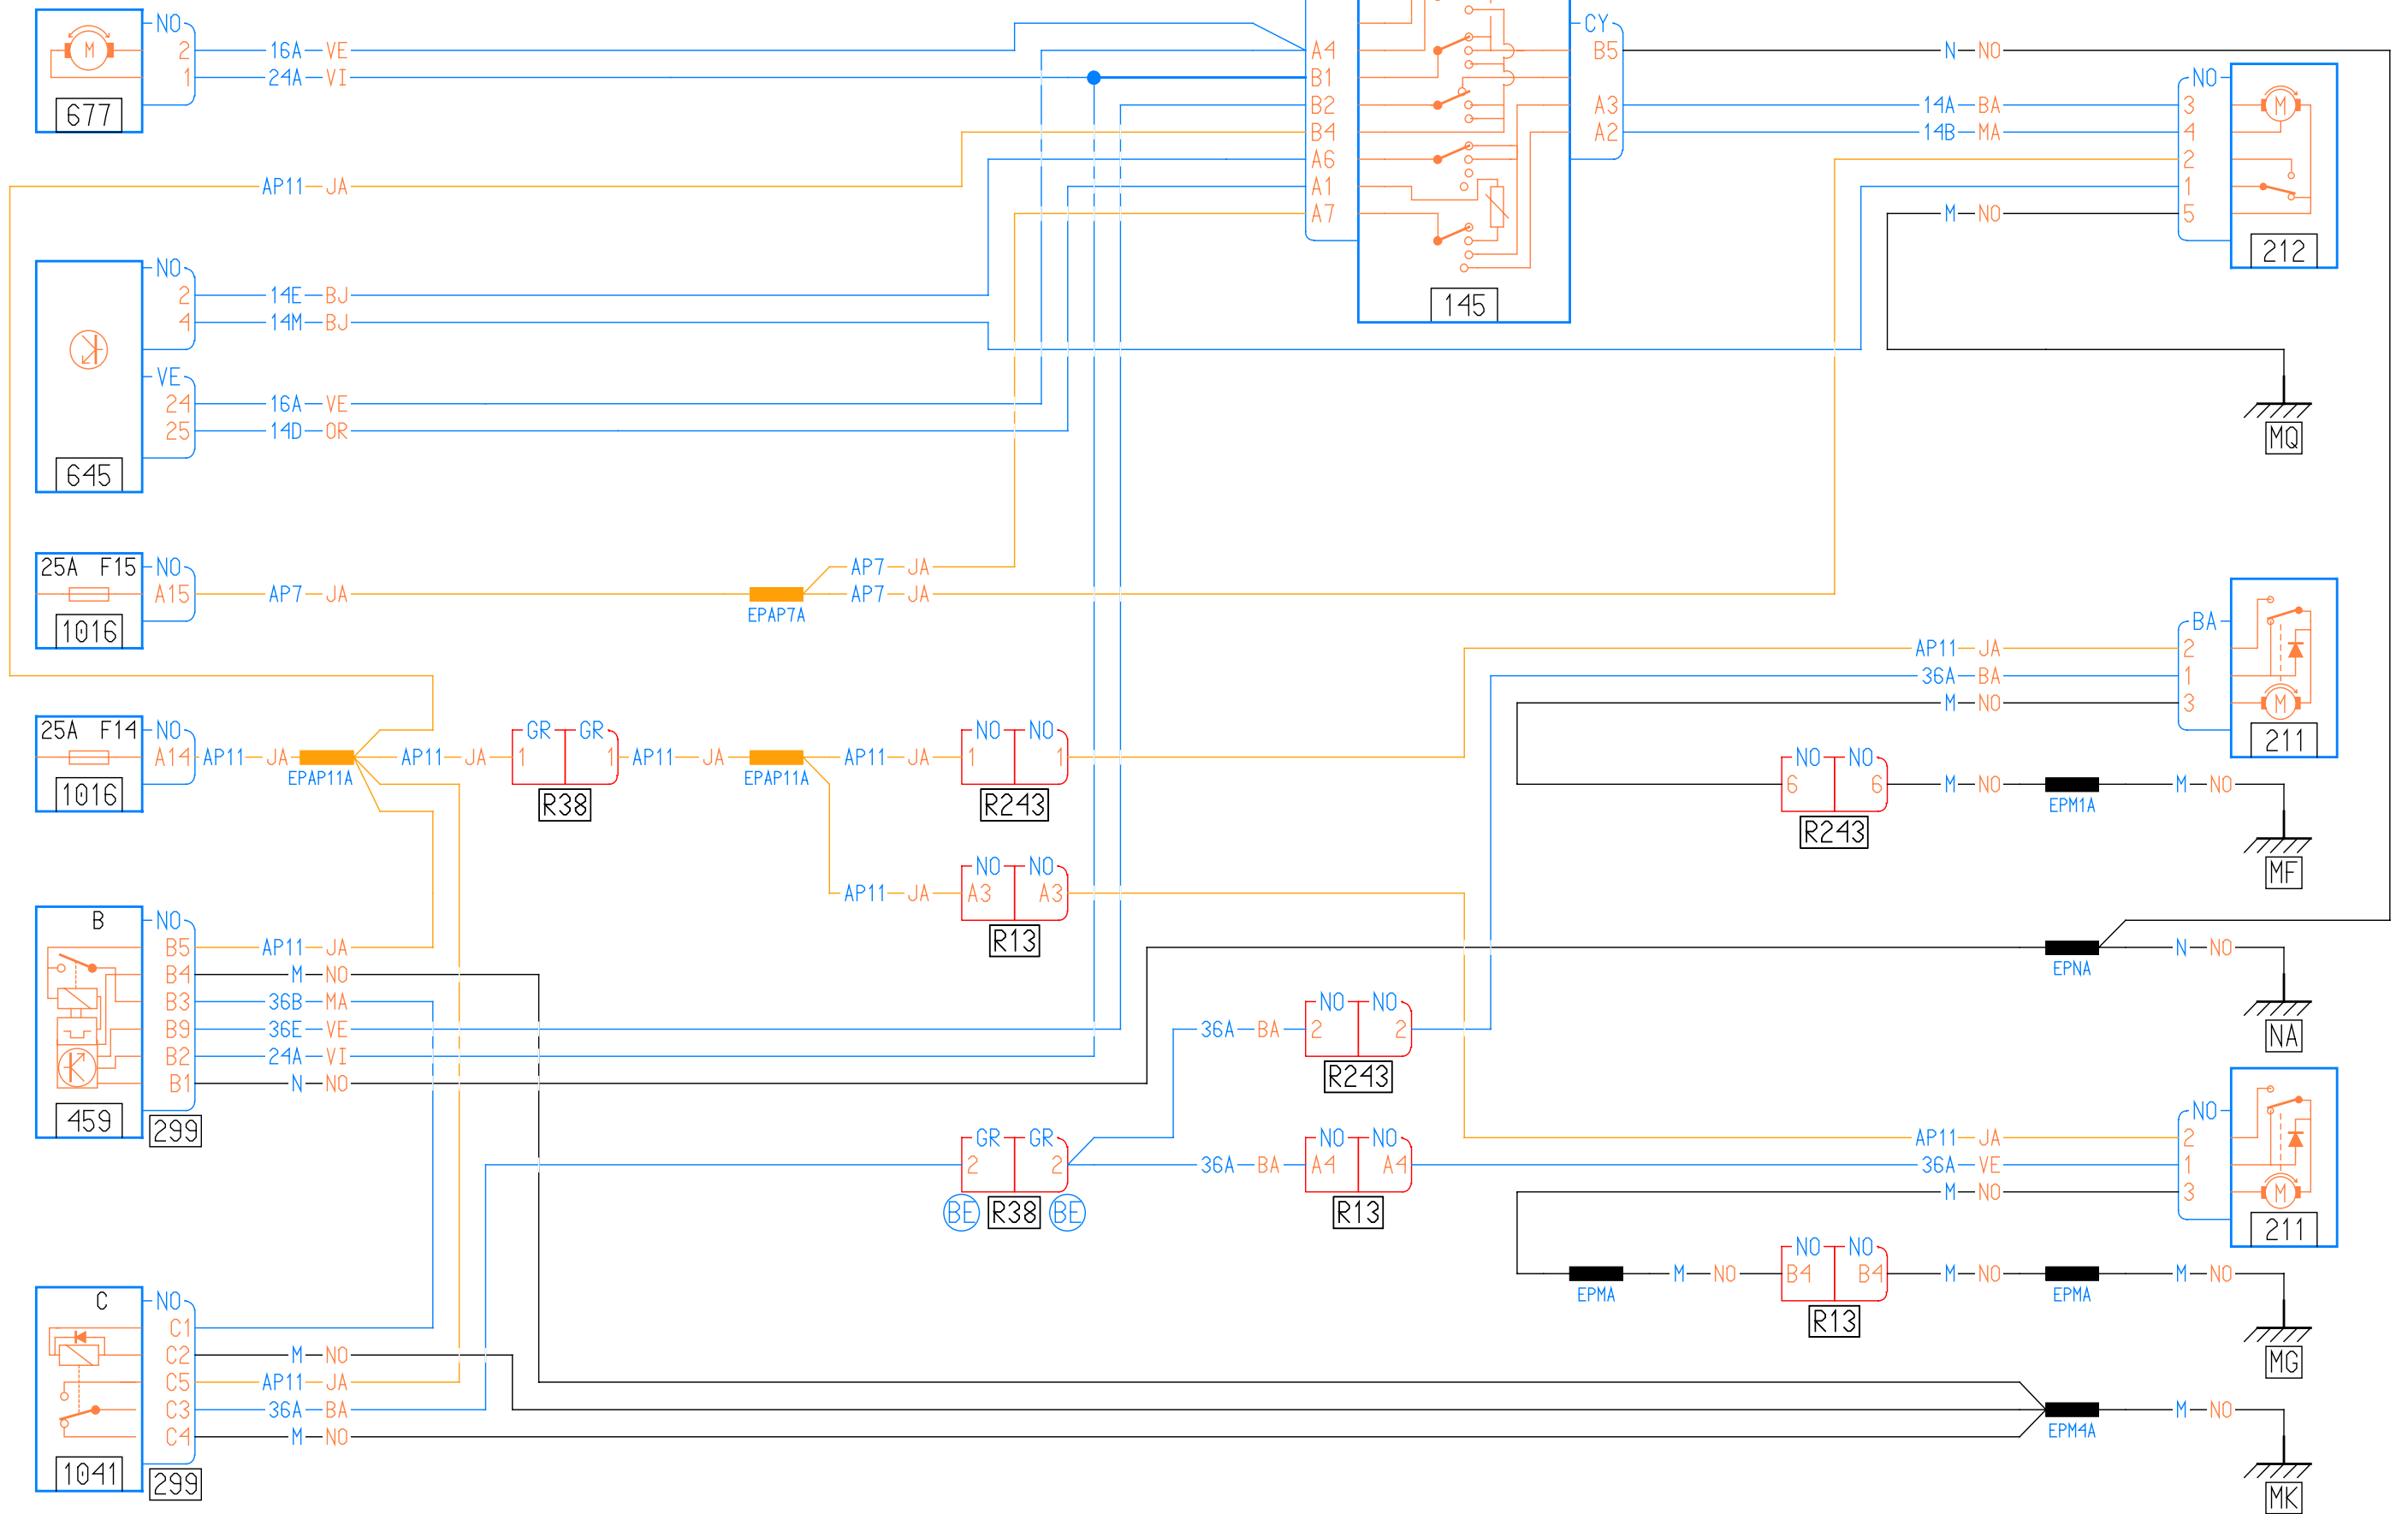 NO
2 16A VE
1 24A VI
677
A4
B1
B2
B4
A6
A1
A7
145
CY
B5 N NO
A3 14A BA
A2 14B MA
NO
3
4
2
1
M NO 5
212
MQ
AP11 JA
NO
2 14E BJ
4 14M BJ
VE
24 16A VE
25 14D OR
645
25A F15 NO
A15 AP7 JA
1016
EPAP7A
AP7 JA
AP7 JA
BA
AP11 JA 2
36A BA 1
M NO 3
211
25A F14 NO
A14 AP11 JA
1016
EPAP11A
AP11 JA
GR GR
1 1
R38
AP11 JA
EPAP11A
AP11 JA
NO NO
1 1
R243
NO NO
6 6
R243
M NO
EPM1A
M NO
MF
AP11 JA
NO NO
A3 A3
R13
B NO
B5 AP11 JA
B4 M NO
B3 36B MA
B9 36E VE
B2 24A VI
B1 N NO
459
299
EPNA
N NO
NA
36A BA
NO NO
2 2
R243
GR GR
2 2
BE R38 BE
36A BA
NO NO
A4 A4
R13
NO
AP11 JA 2
36A VE 1
M NO 3
211
EPMA
M NO
NO NO
B4 B4
R13
M NO
EPMA
M NO
MG
C NO
C1
C2 M NO
C5 AP11 JA
C3 36A BA
C4 M NO
1041
299
EPM4A
M NO
MK